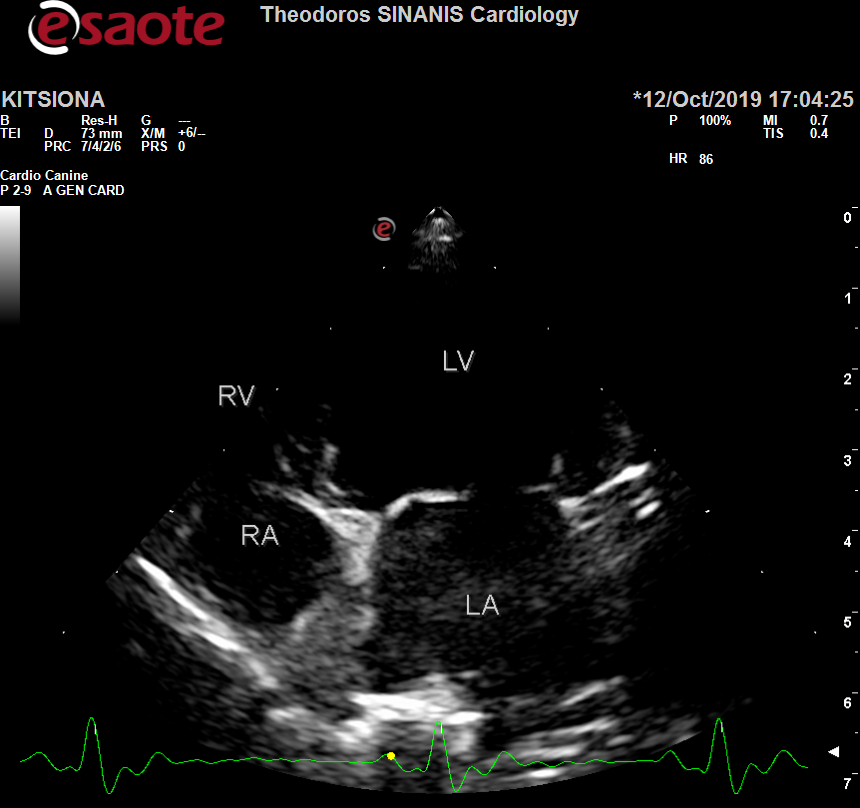 esaote
Theodoros SINANIS Cardiology
KITSIONA
*12/Oct/2019 17:04:25
B Res-H G ---
TEI D 73 mm X/M +6/--
PRC 7/4/2/6 PRS 0
P 100% MI 0.7
TIS 0.4
HR 86
Cardio Canine
P 2-9 A GEN CARD
e
0
1
LV
2
RV
3
RA
4
LA
5
6
7